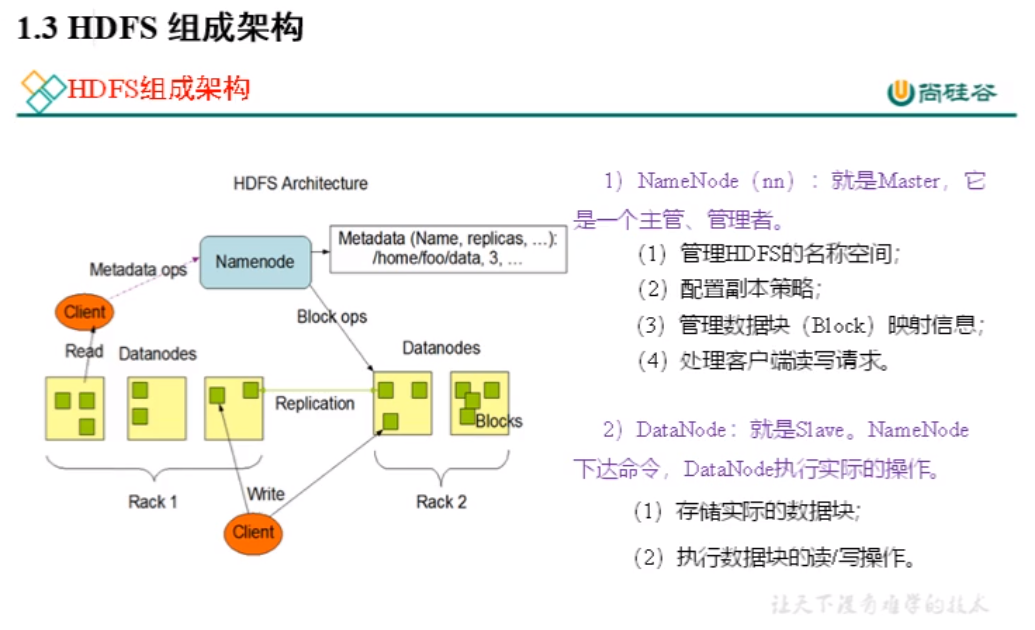 1.3 HDFS 组成架构
HDFS组成架构
尚硅谷
HDFS Architecture
Namenode
Metadata (Name, replicas, ...):
/home/foo/data, 3, ...
Metadata ops
Client
Block ops
Read
Datanodes
Datanodes
Replication
Blocks
Rack 1
Write
Rack 2
Client
1）NameNode（nn）：就是Master，它
是一个主管、管理者。
（1）管理HDFS的名称空间；
（2）配置副本策略；
（3）管理数据块（Block）映射信息；
（4）处理客户端读写请求。
2）DataNode：就是Slave。NameNode
下达命令，DataNode执行实际的操作。
（1）存储实际的数据块；
（2）执行数据块的读/写操作。
让天下没有难学的技术